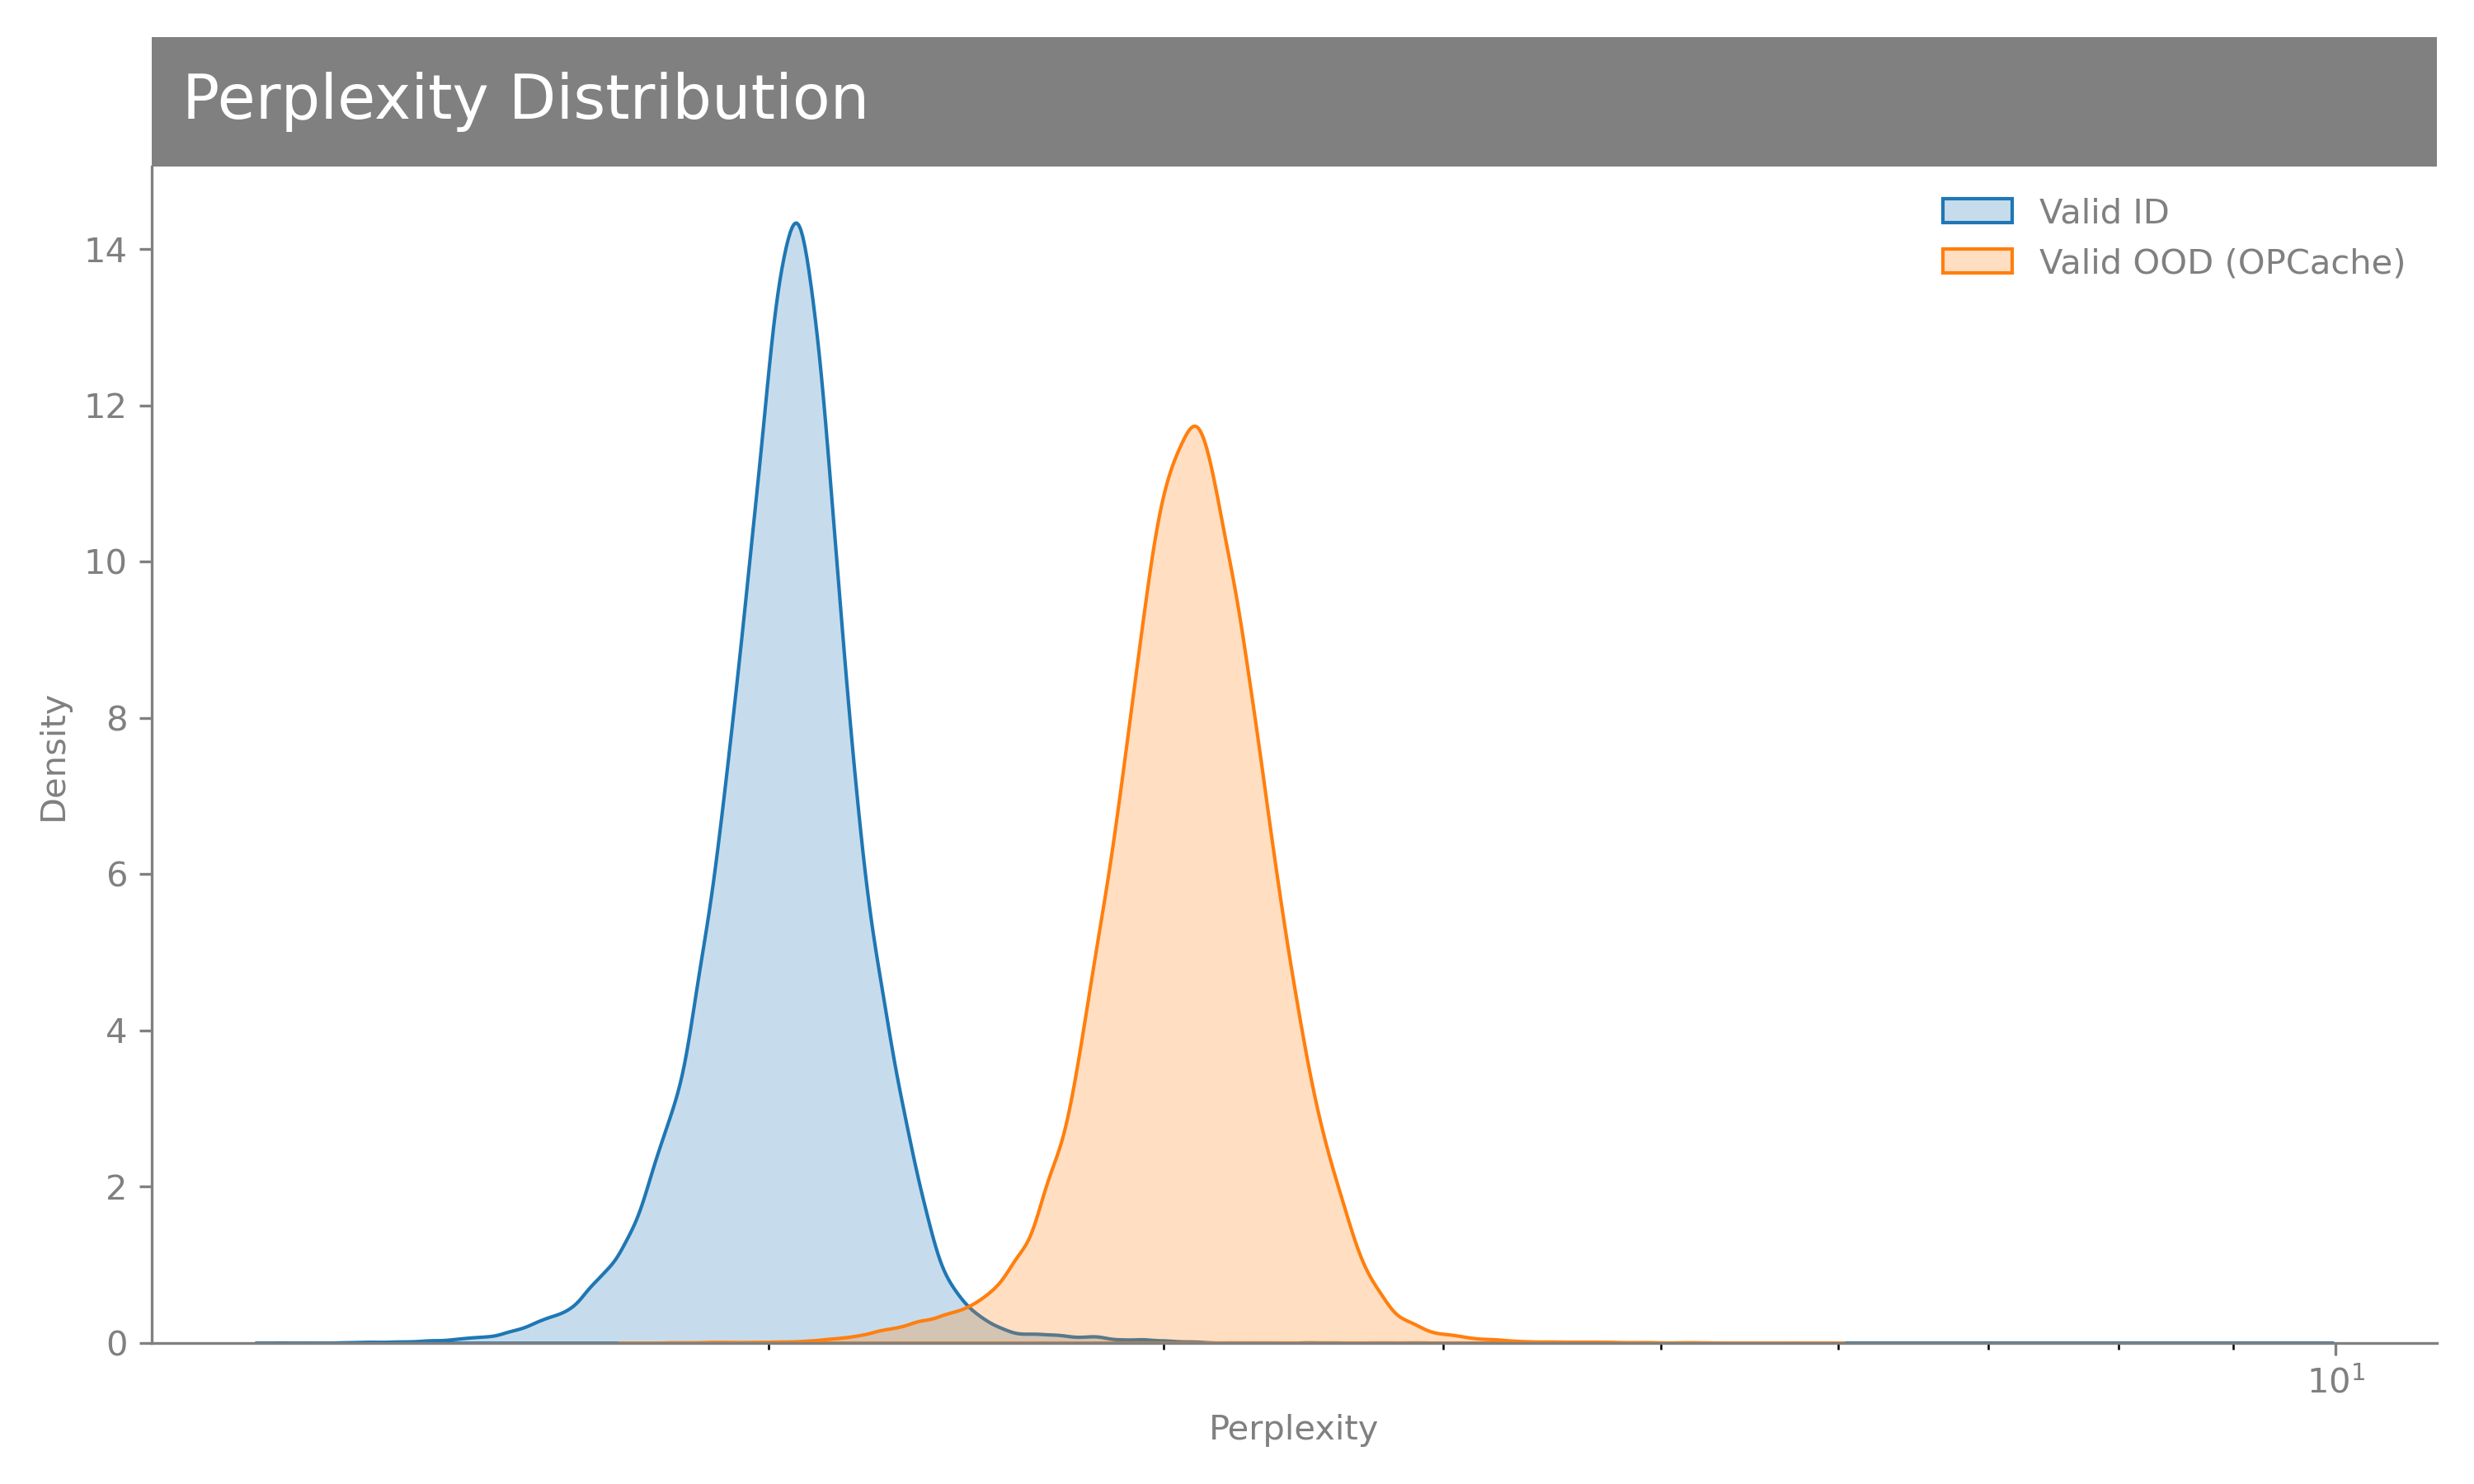 Perplexity Distribution
Valid ID
Valid OOD (OPCache)
14
12
10
8
6
4
2
0
Density
10¹
Perplexity